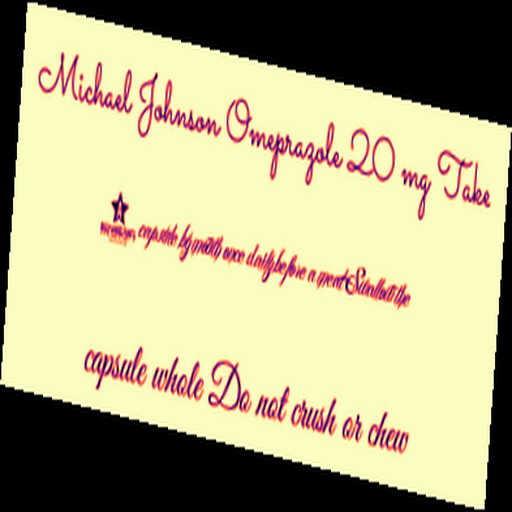 Michael Johnson Omeprazole 20 mg Take
capsule by mouth once daily before a meal Swallow the
capsule whole Do not crush or chew